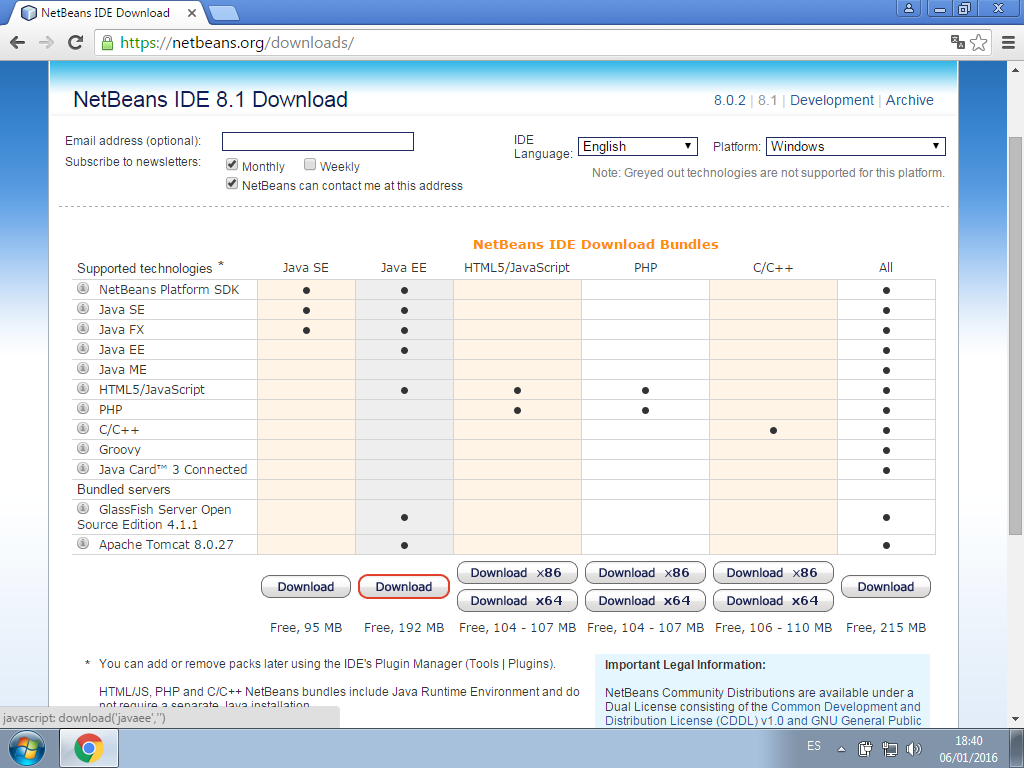 NetBeans IDE Download
https://netbeans.org/downloads/
NetBeans IDE 8.1 Download
8.0.2 | 8.1 | Development | Archive
Email address (optional):
Subscribe to newsletters:
Monthly Weekly
NetBeans can contact me at this address
IDE Language: English Platform: Windows
Note: Greyed out technologies are not supported for this platform.
NetBeans IDE Download Bundles
Supported technologies * Java SE Java EE HTML5/JavaScript PHP C/C++ All
NetBeans Platform SDK • • •
Java SE • • •
Java FX • • •
Java EE • •
Java ME •
HTML5/JavaScript • • • •
PHP • • •
C/C++ • •
Groovy •
Java Card™ 3 Connected •
Bundled servers
GlassFish Server Open
Source Edition 4.1.1 • •
Apache Tomcat 8.0.27 • •
Download Download Download x86 Download x86 Download x86 Download
Download x64 Download x64 Download x64
Free, 95 MB Free, 192 MB Free, 104 - 107 MB Free, 104 - 107 MB Free, 106 - 110 MB Free, 215 MB
* You can add or remove packs later using the IDE's Plugin Manager (Tools | Plugins).
HTML/JS, PHP and C/C++ NetBeans bundles include Java Runtime Environment and do
not require a separate Java installation.
Important Legal Information:
NetBeans Community Distributions are available under a
Dual License consisting of the Common Development and
Distribution License (CDDL) v1.0 and GNU General Public
javascript: download('javaee','')
ES
18:40
06/01/2016